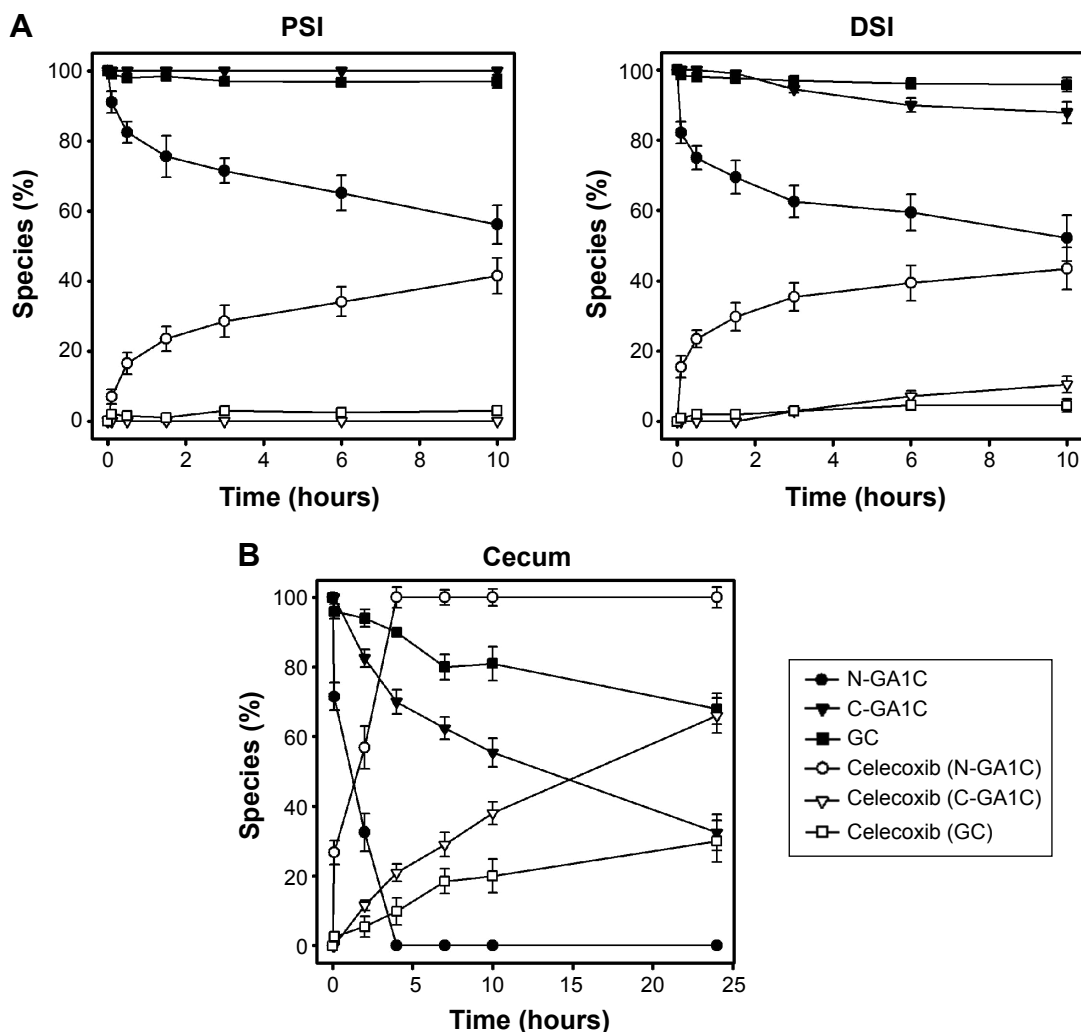 A
PSI
DSI
Species (%)
100
80
60
40
20
0
0 2 4 6 8 10
Time (hours)
Species (%)
100
80
60
40
20
0
0 2 4 6 8 10
Time (hours)
B
Cecum
Species (%)
100
80
60
40
20
0
0 5 10 15 20 25
Time (hours)
N-GA1C
C-GA1C
GC
Celecoxib (N-GA1C)
Celecoxib (C-GA1C)
Celecoxib (GC)